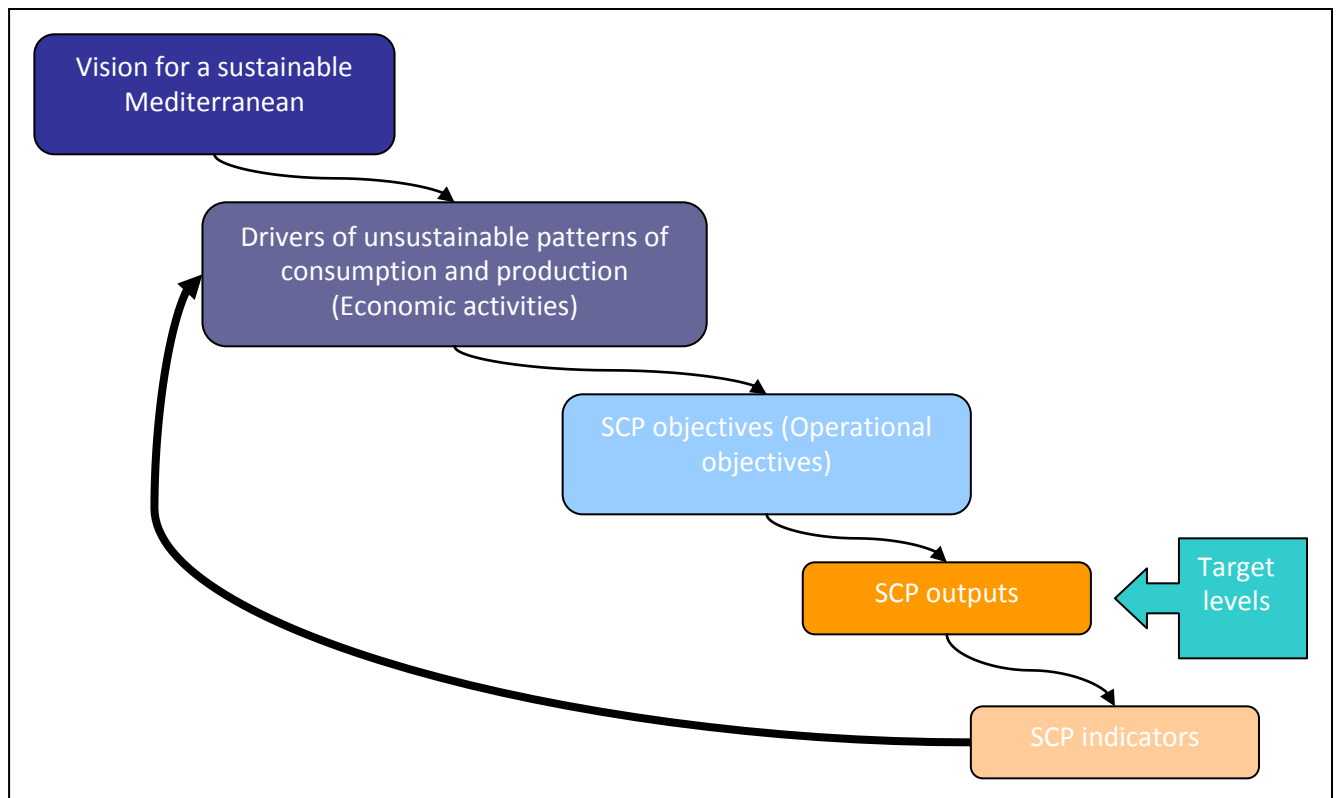 Vision for a sustainable
Mediterranean
Drivers of unsustainable patterns of
consumption and production
(Economic activities)
SCP objectives (Operational
objectives)
SCP outputs
Target
levels
SCP indicators